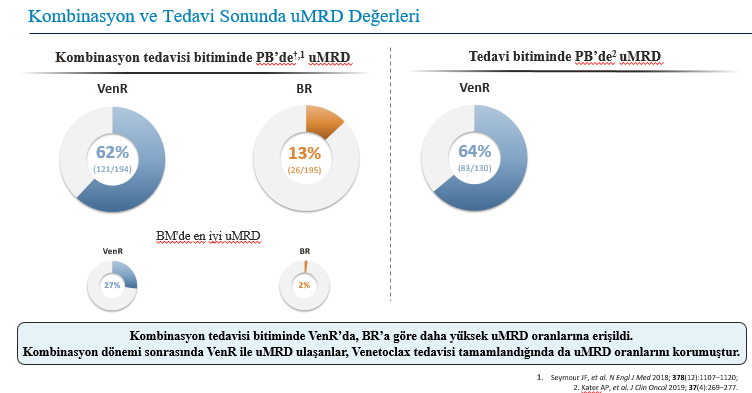 Kombinasyon ve Tedavi Sonunda uMRD Değerleri
Kombinasyon tedavisi bitiminde PB’de†,1 uMRD
Tedavi bitiminde PB’de2 uMRD
VenR
BR
VenR
62%
(121/194)
13%
(26/195)
64%
(83/130)
BM'de en iyi uMRD
VenR
BR
27%
2%
Kombinasyon tedavisi bitiminde VenR’da, BR’a göre daha yüksek uMRD oranlarına erişildi.
Kombinasyon dönemi sonrasında VenR ile uMRD ulaşanlar, Venetoclax tedavisi tamamlandığında da uMRD oranlarını korumuştur.
1. Seymour JF, et al. N Engl J Med 2018; 378(12):1107–1120;
2. Kater AP, et al. J Clin Oncol 2019; 37(4):269–277.